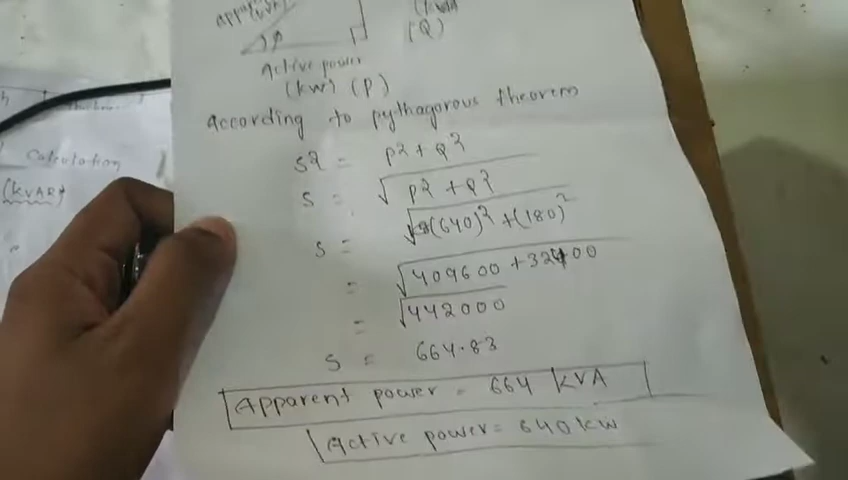 (Q)
Active power
(kw) (P)
according to pythagorous theorem
s2 = p2 + Q2
s = √p2 + Q2
s = √(640)2 + (180)2
= √409600 + 32400
= √442000
s = 664.83
Apparent power = 664 kVA
Active power = 640 kw
Calculation
(KVAR)